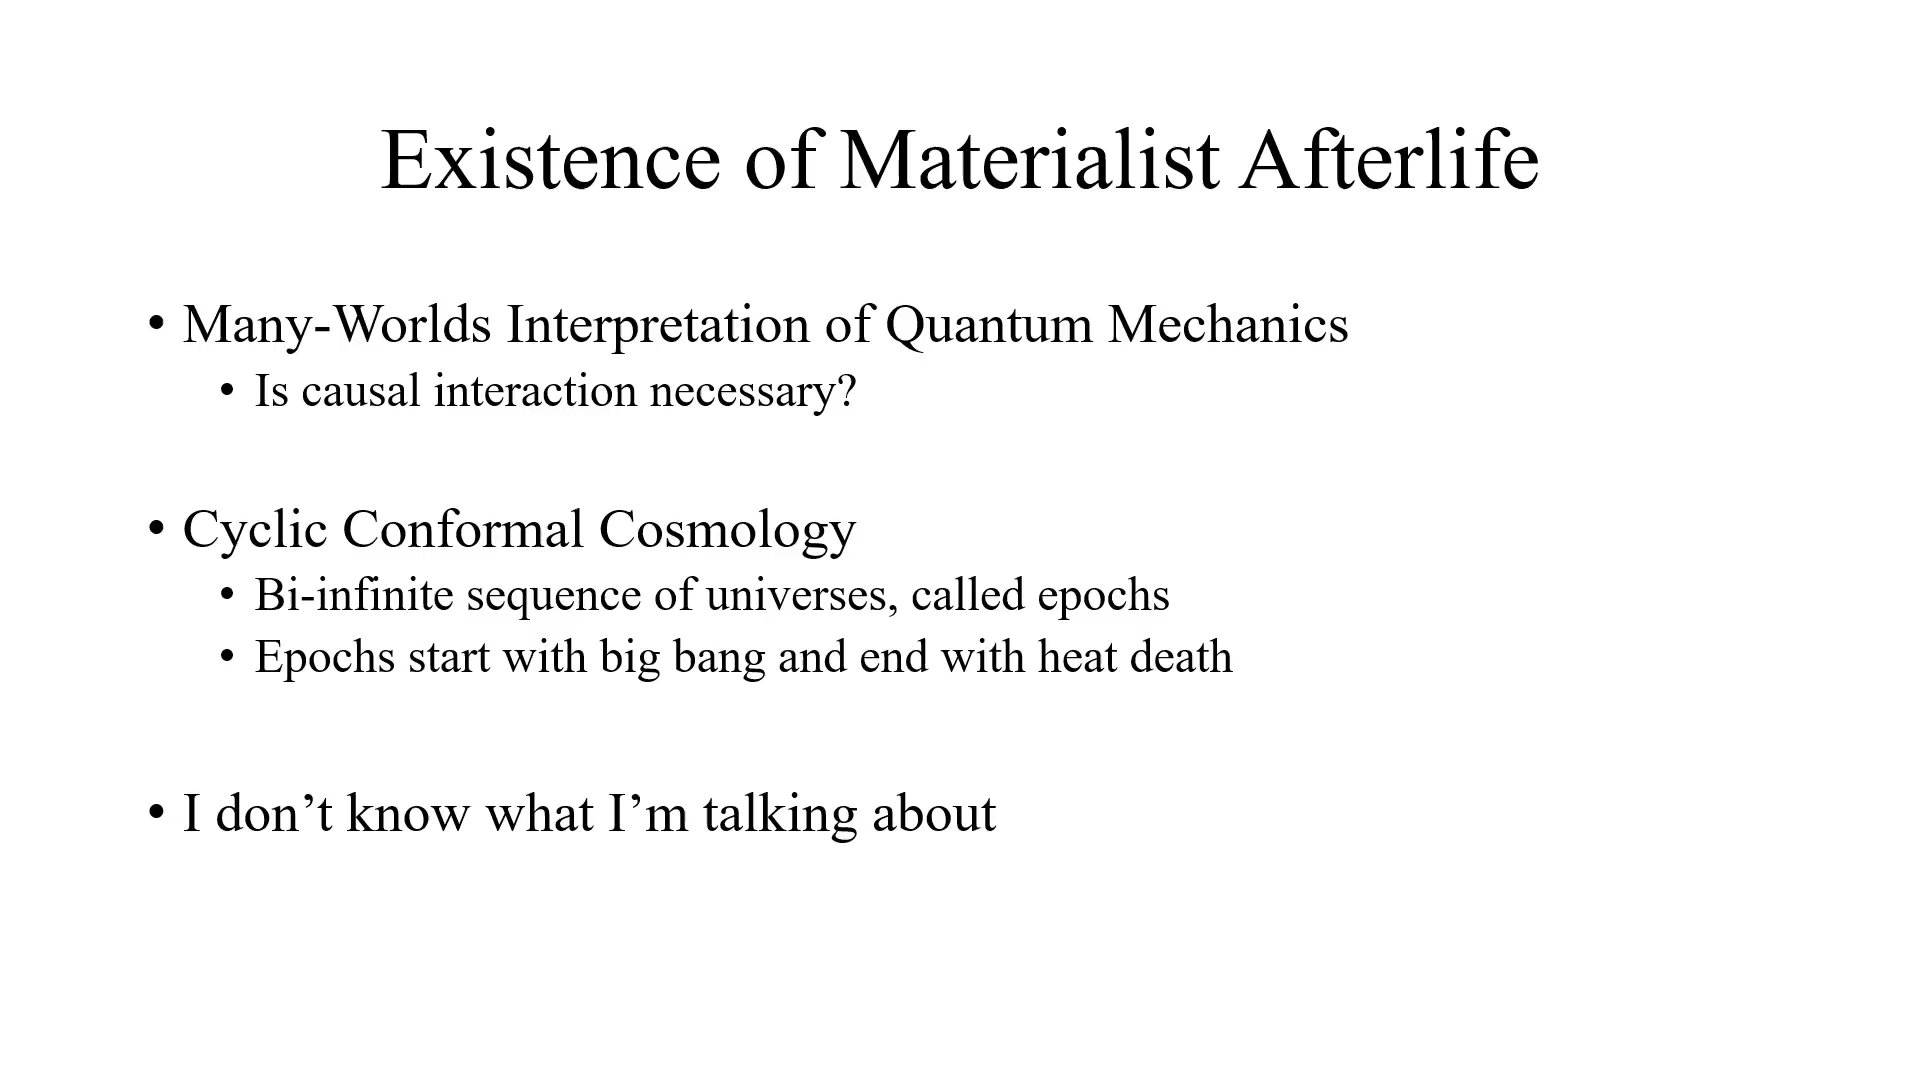 Existence of Materialist Afterlife
• Many-Worlds Interpretation of Quantum Mechanics
• Is causal interaction necessary?
• Cyclic Conformal Cosmology
• Bi-infinite sequence of universes, called epochs
• Epochs start with big bang and end with heat death
• I don’t know what I’m talking about